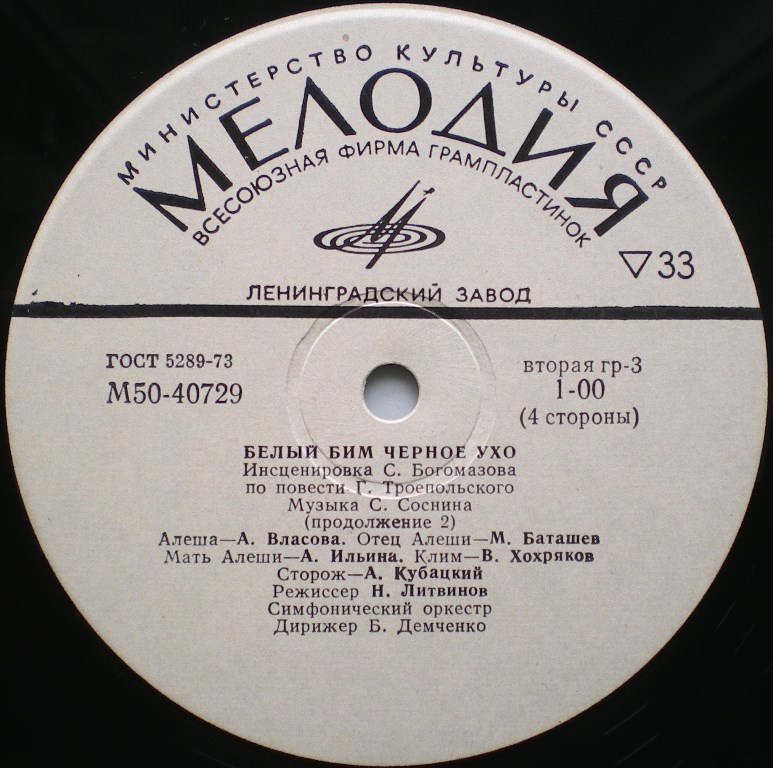 МИНИСТЕРСТВО КУЛЬТУРЫ СССР
МЕЛОДИЯ
ВСЕСОЮЗНАЯ ФИРМА ГРАМПЛАСТИНОК
▽33
ЛЕНИНГРАДСКИЙ ЗАВОД
ГОСТ 5289-73
М50-40729
вторая гр-3
1-00
(4 стороны)
БЕЛЫЙ БИМ ЧЕРНОЕ УХО
Инсценировка С. Богомазова
по повести Г. Троепольского
Музыка С. Соснина
(продолжение 2)
Алеша—А. Власова. Отец Алеши—М. Баташев
Мать Алеши—А. Ильина. Клим—В. Хохряков
Сторож—А. Кубацкий
Режиссер Н. Литвинов
Симфонический оркестр
Дирижер Б. Демченко